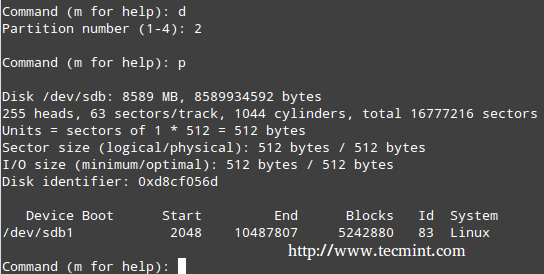 Command (m for help): d
Partition number (1-4): 2
Command (m for help): p
Disk /dev/sdb: 8589 MB, 8589934592 bytes
255 heads, 63 sectors/track, 1044 cylinders, total 16777216 sectors
Units = sectors of 1 * 512 = 512 bytes
Sector size (logical/physical): 512 bytes / 512 bytes
I/O size (minimum/optimal): 512 bytes / 512 bytes
Disk identifier: 0xd8cf056d
Device Boot Start End Blocks Id System
/dev/sdb1 2048 10487807 5242880 83 Linux
http://www.tecmint.com
Command (m for help):